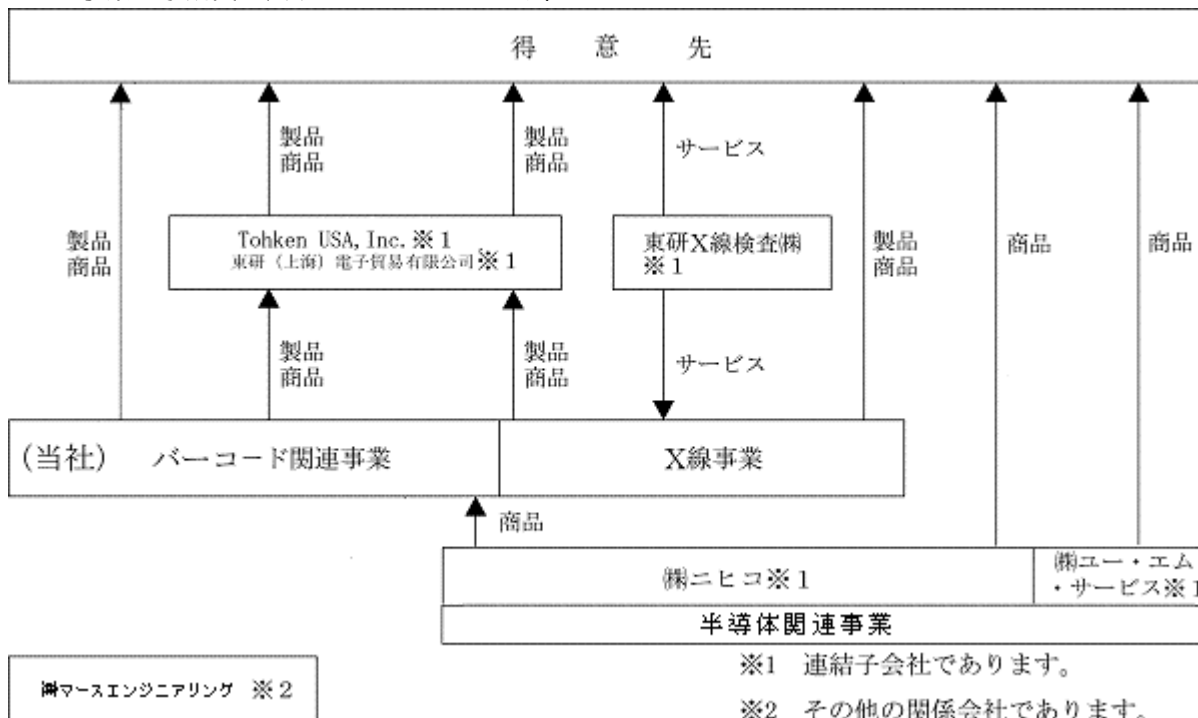 得意先
製品
商品
製品
商品
サービス
製品
商品
Tohken USA,Inc.※1
東研(上海)電子貿易有限公司※1
東研X線検査㈱
※1
製品
商品
商品
商品
製品
商品
製品
商品
サービス
(当社) バーコード関連事業
X線事業
商品
㈱ニヒコ※1
㈱ユー・エム
・サービス※1
半導体関連事業
※1 連結子会社であります。
マースエンジニアリング ※2
※2 その他の関係会社であります。